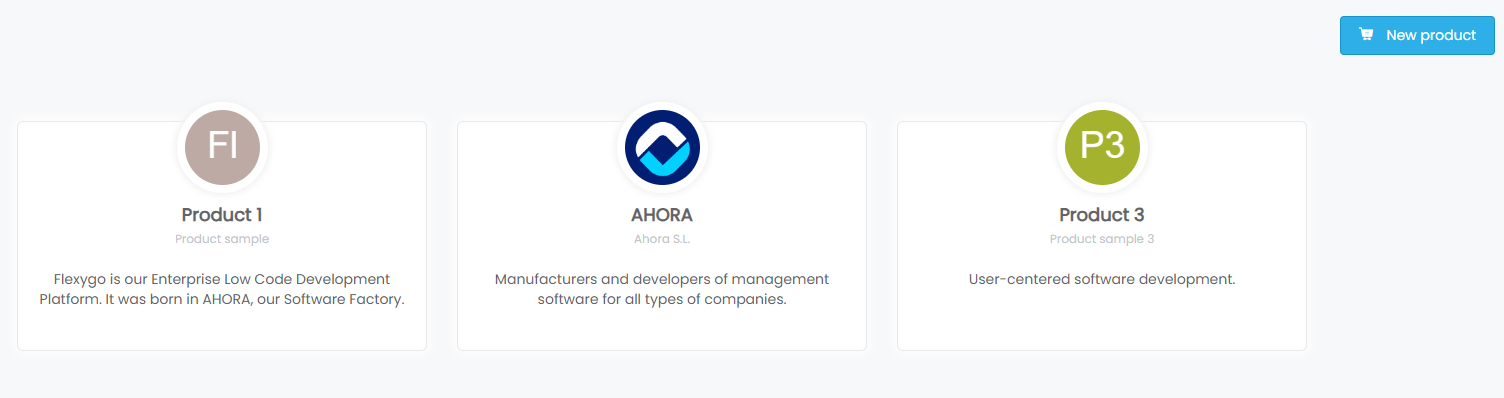 New product
FI
Product 1
Product sample
Flexygo is our Enterprise Low Code Development
Platform. It was born in AHORA, our Software Factory.
AHORA
Ahora S.L.
Manufacturers and developers of management
software for all types of companies.
P3
Product 3
Product sample 3
User-centered software development.